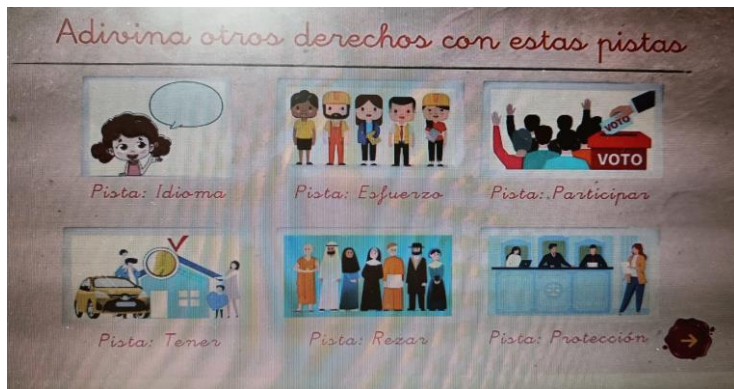 Adivina otros derechos con estas pistas
Pista: Idioma
Pista: Esfuerzo
Pista: Participar
VOTO
VOTO
Pista: Tener
Pista: Rezar
Pista: Protección